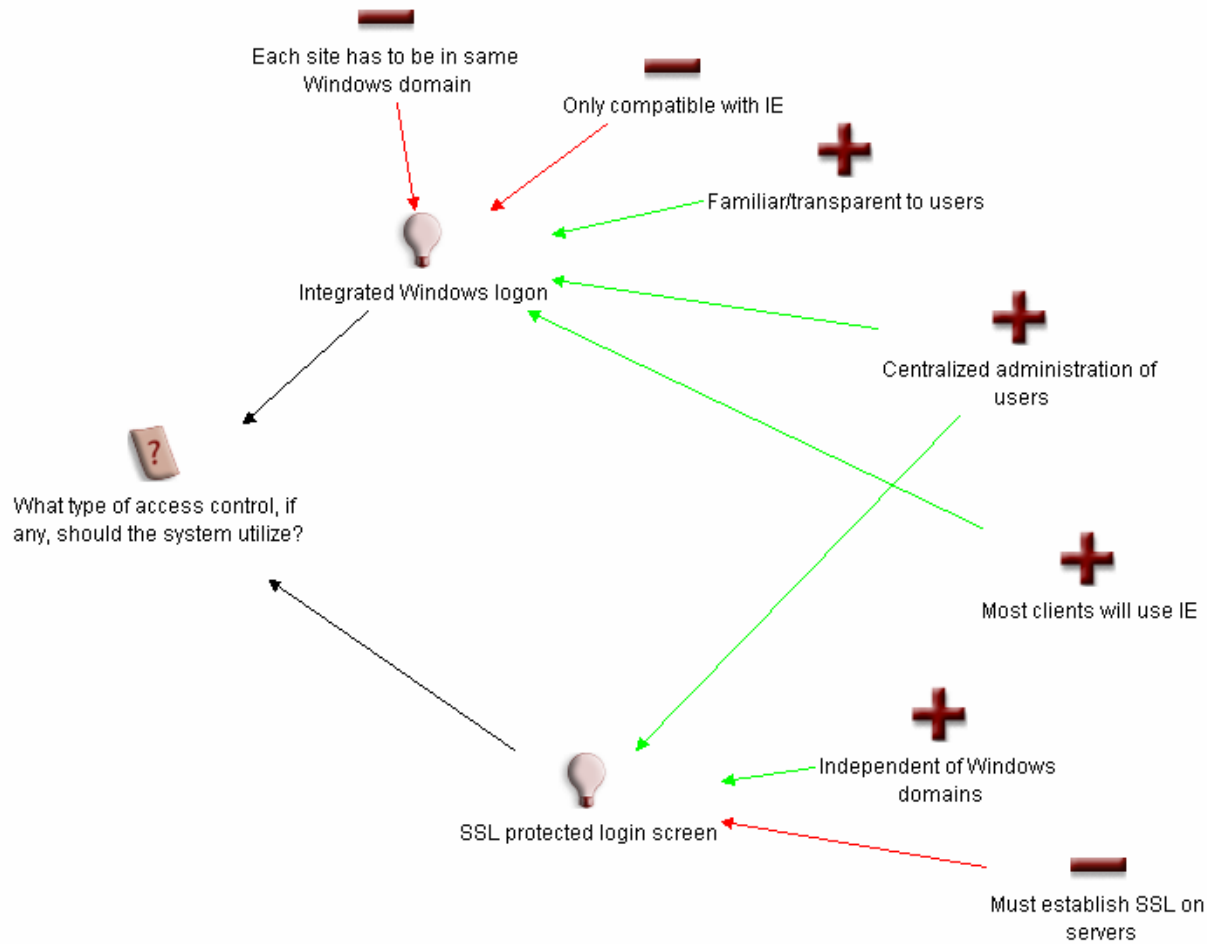 Each site has to be in same
Windows domain
Only compatible with IE
Familiar/transparent to users
Integrated Windows logon
Centralized administration of
users
?
What type of access control, if
any, should the system utilize?
Most clients will use IE
Independent of Windows
domains
SSL protected login screen
Must establish SSL on
servers